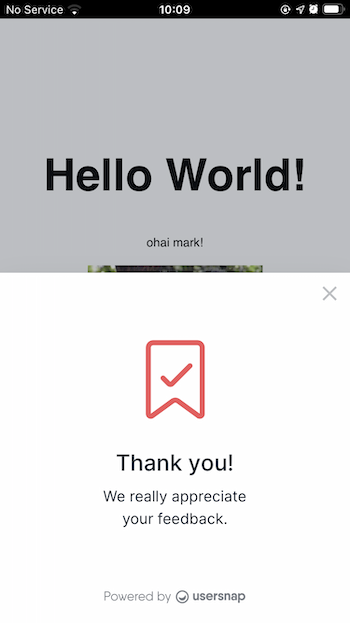 No Service
10:09
Hello World!
ohai mark!
Thank you!
We really appreciate
your feedback.
Powered by usersnap